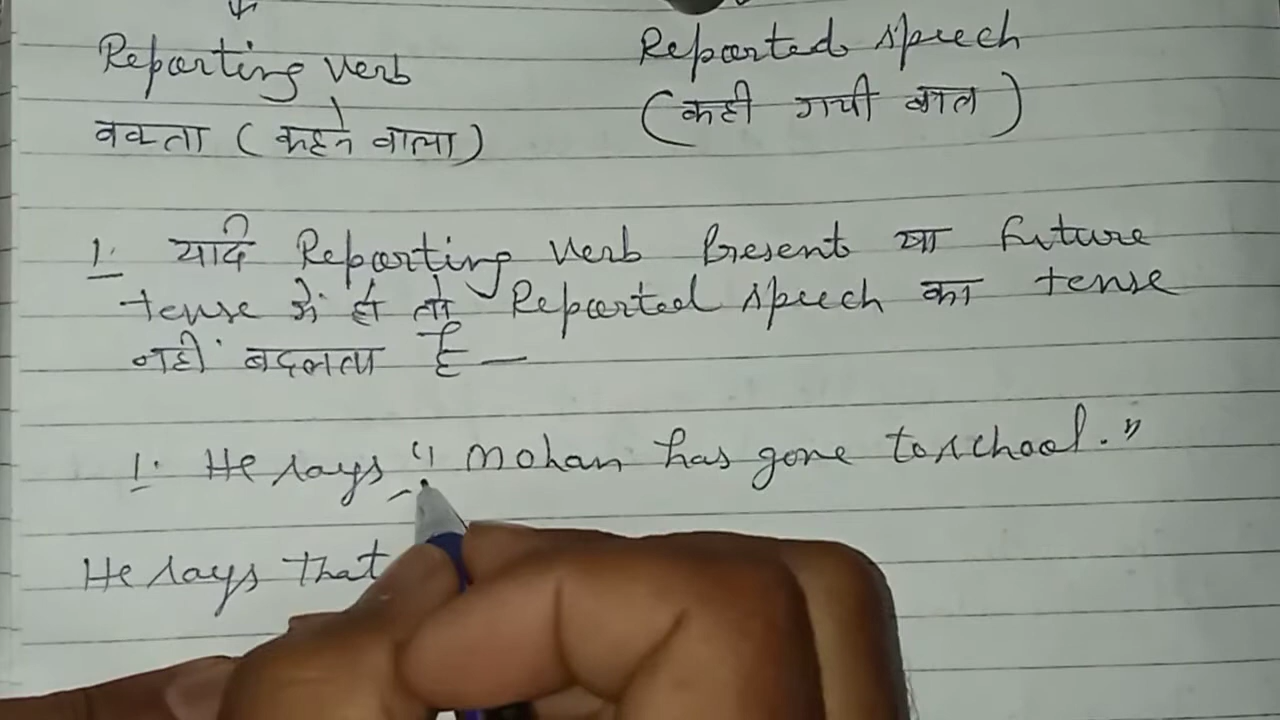 Reporting verb
Reported speech
वक्ता (कहने वाला)
(कही गयी बात)
1. यदि Reporting verb Present या future
tense में हो तो Reported speech का tense
नहीं बदलता है —
1. He says "Mohan has gone to school."
He says that